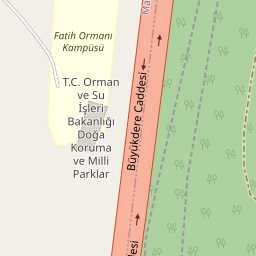 Fatih Ormanı
Kampüsü
T.C. Orman
ve Su
İşleri
Bakanlığı
Doğa
Koruma
ve Milli
Parklar
Büyükdere Caddesi